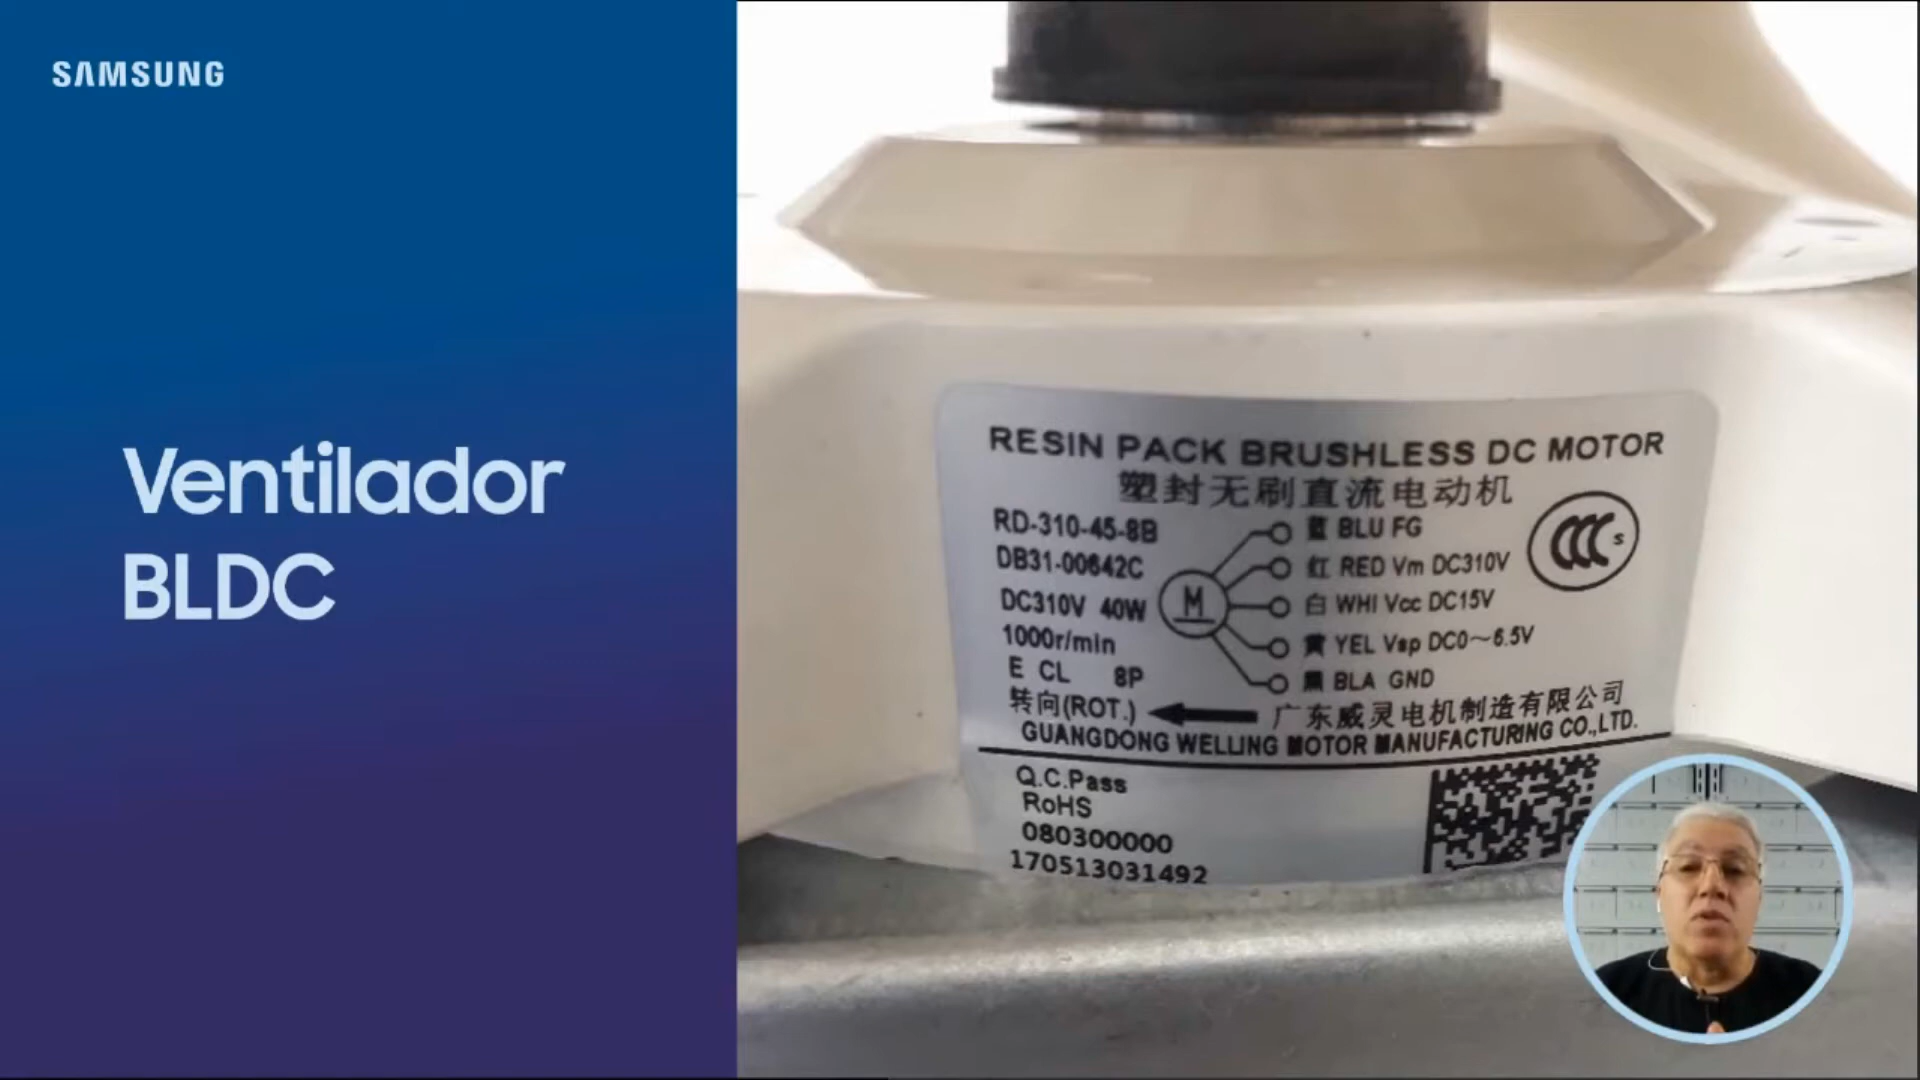 SAMSUNG
Ventilador
BLDC
RESIN PACK BRUSHLESS DC MOTOR
塑封无刷直流电动机
RD-310-45-8B
DB31-00642C
DC310V 40W
1000r/min
E CL 8P
M
蓝 BLU FG
红 RED Vm DC310V
白 WHI Vcc DC15V
黄 YEL Vsp DC0~6.5V
黑 BLA GND
CCC S
转向(ROT.)
广东威灵电机制造有限公司
GUANGDONG WELLING MOTOR MANUFACTURING CO.,LTD.
Q.C.Pass
RoHS
080300000
170513031492